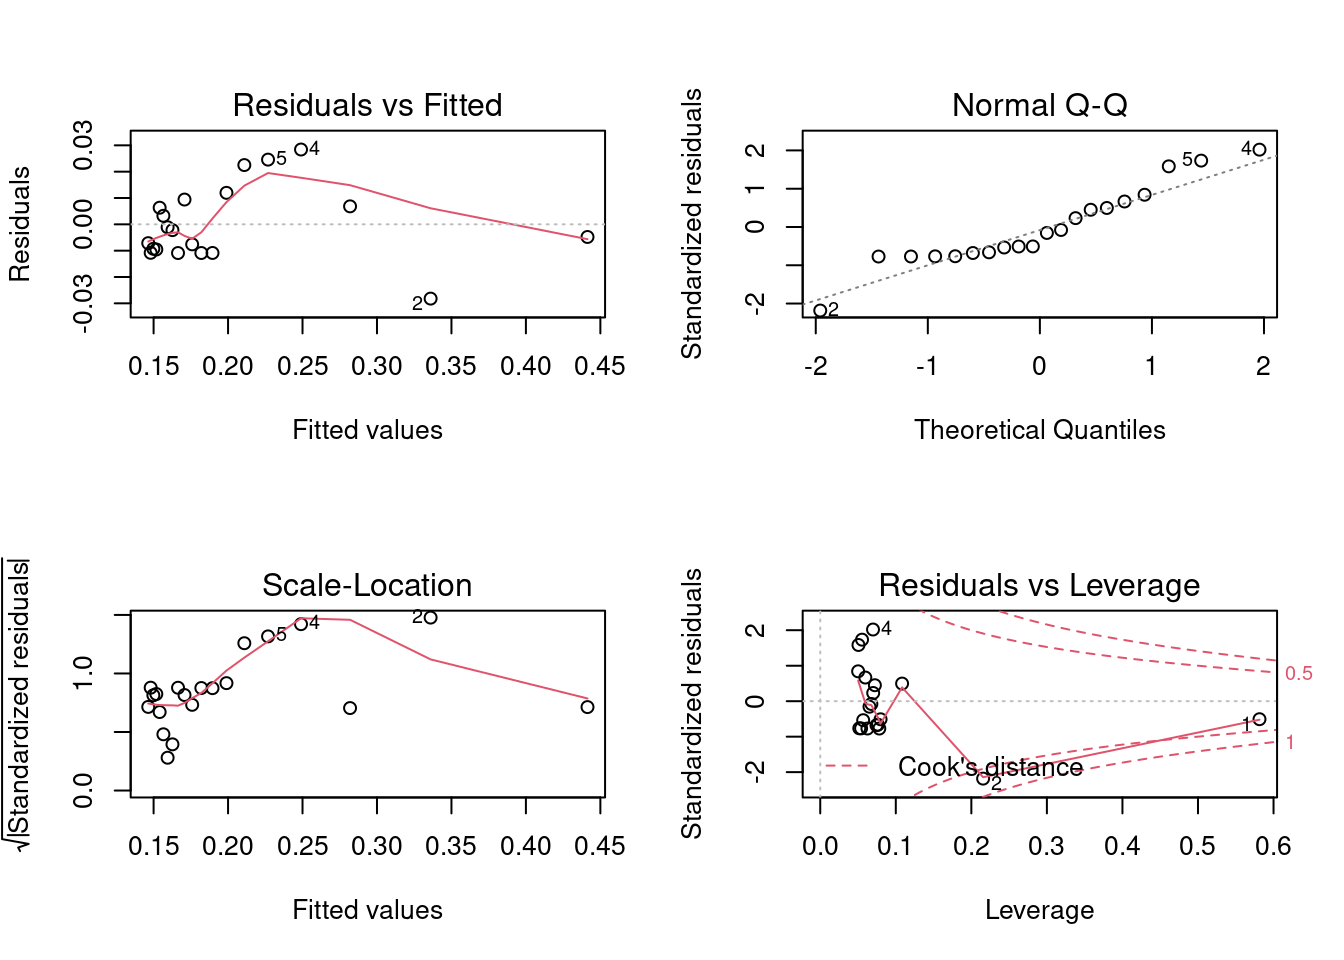 Residuals vs Fitted
Residuals
0.03
0.00
-0.03
5
4
2
0.15 0.20 0.25 0.30 0.35 0.40 0.45
Fitted values
Normal Q-Q
Standardized residuals
2
1
0
-2
4
5
2
-2 -1 0 1 2
Theoretical Quantiles
Scale-Location
√|Standardized residuals|
1.0
0.0
2
4
5
0.15 0.20 0.25 0.30 0.35 0.40 0.45
Fitted values
Residuals vs Leverage
Standardized residuals
2
0
-2
4
1
2
0.5
1
Cook's distance
0.0 0.1 0.2 0.3 0.4 0.5 0.6
Leverage